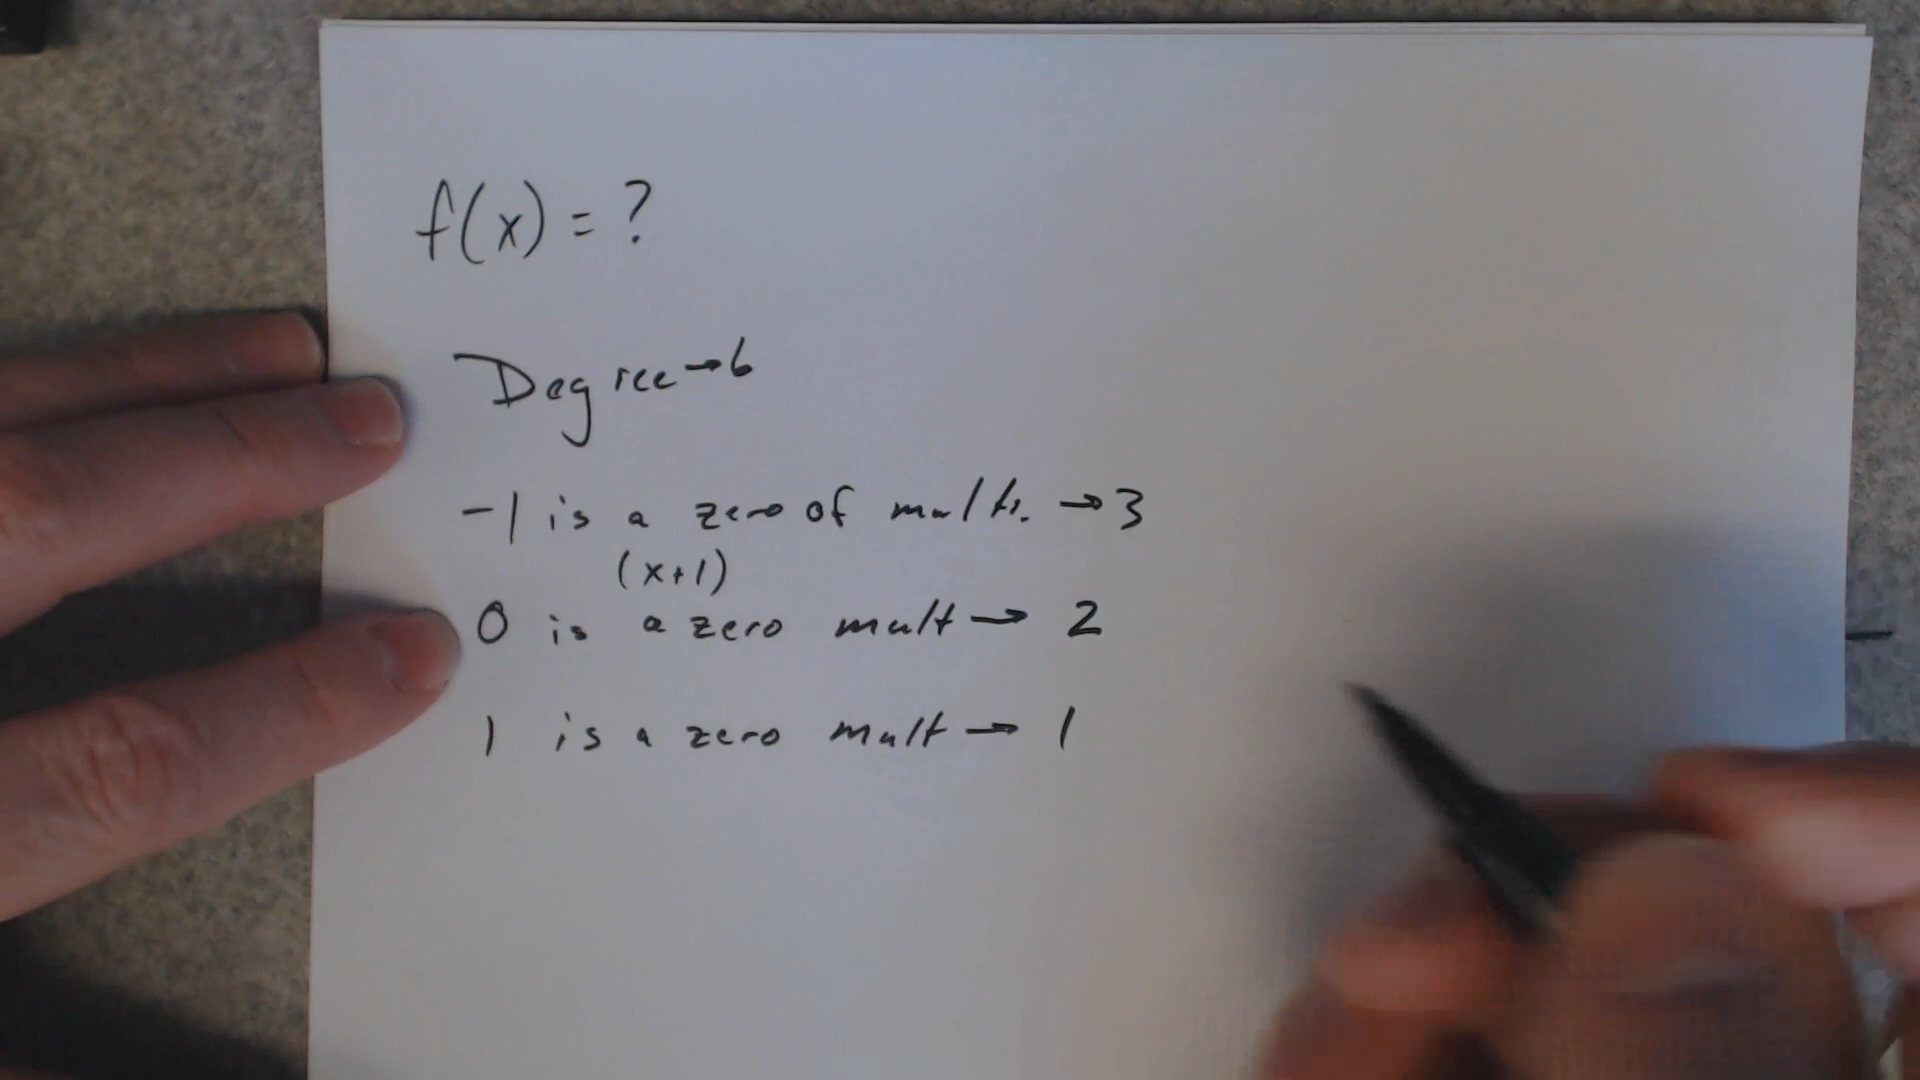 f(x) = ?
Degree → 6
-1 is a zero of multi. → 3
(x+1)
0 is a zero mult → 2
1 is a zero mult → 1